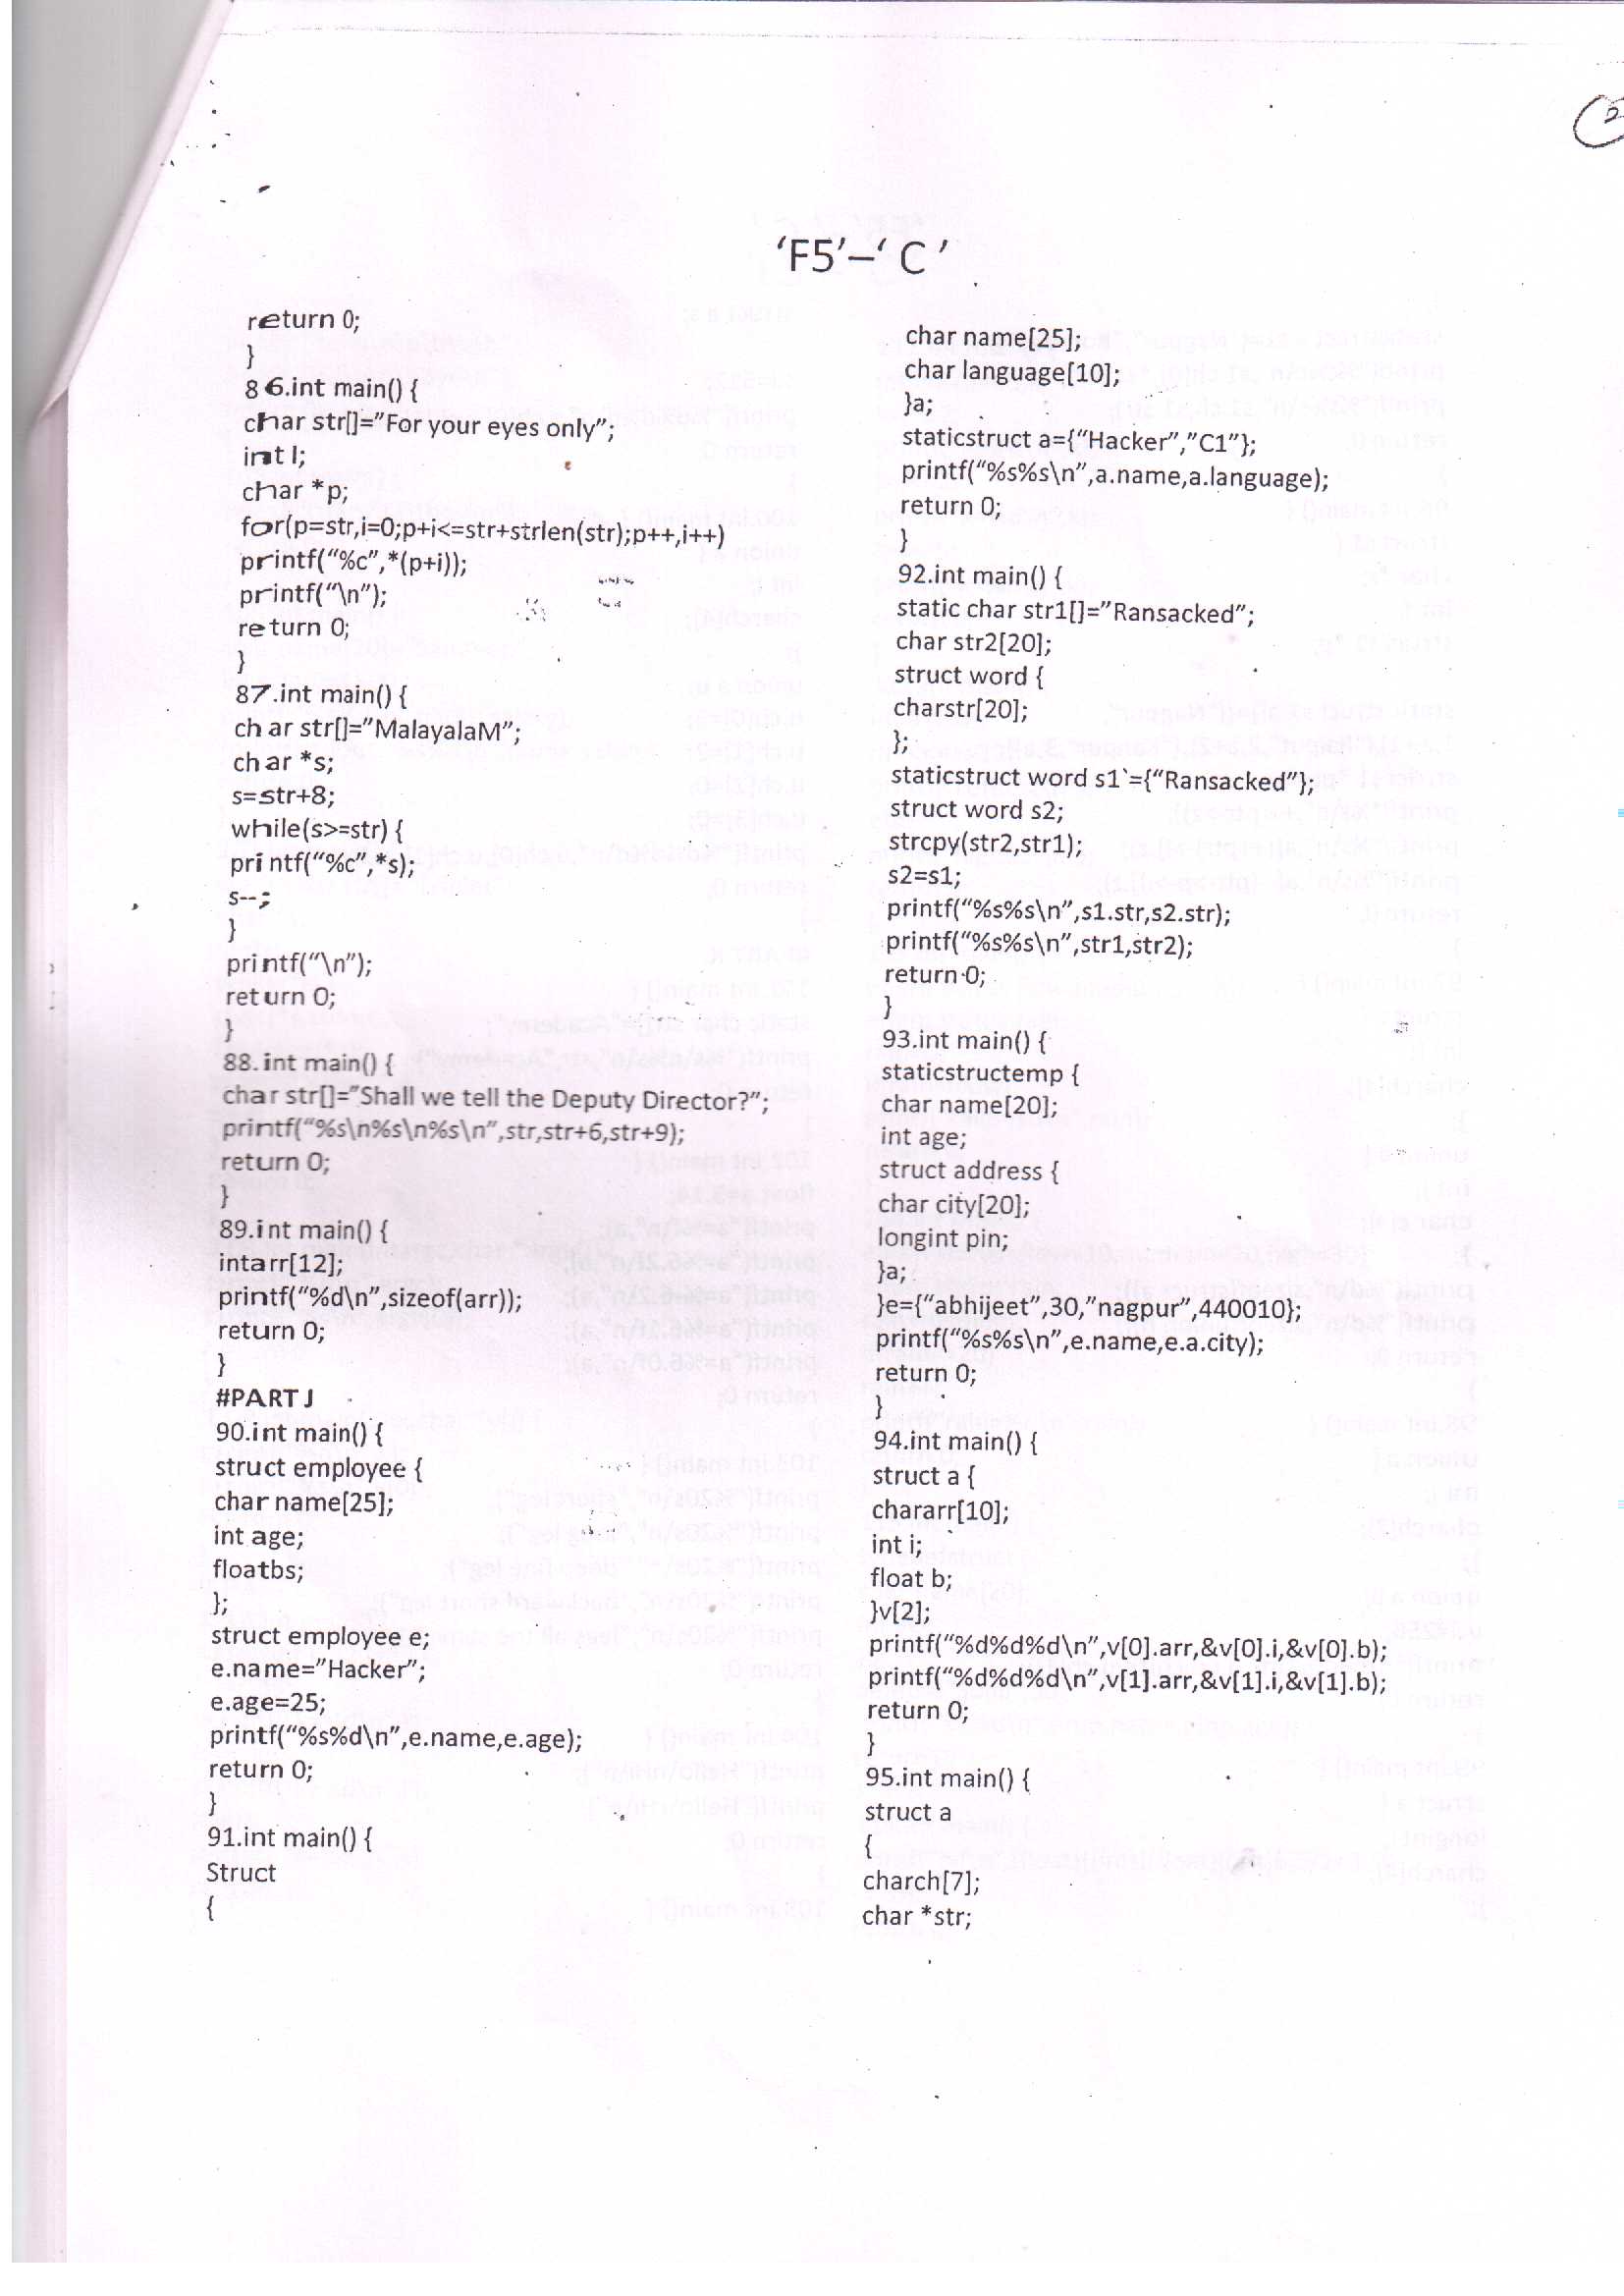 ‘F5’–‘ C ’
return 0;
}
86.int main() {
char str[]=”For your eyes only”;
int I;
char *p;
for(p=str,i=0;p+i<=str+strlen(str);p++,i++)
printf(“%c”,*(p+i));
printf(“\n”);
return 0;
}
87.int main() {
char str[]=”MalayalaM”;
char *s;
s=str+8;
while(s>=str) {
printf(“%c”,*s);
s--;
}
printf(“\n”);
return 0;
}
88.int main() {
char str[]=”Shall we tell the Deputy Director?”;
printf(“%s\n%s\n%s\n”,str,str+6,str+9);
return 0;
}
89.int main() {
intarr[12];
printf(“%d\n”,sizeof(arr));
return 0;
}
#PART J
90.int main() {
struct employee {
char name[25];
int age;
floatbs;
};
struct employee e;
e.name=”Hacker”;
e.age=25;
printf(“%s%d\n”,e.name,e.age);
return 0;
}
91.int main() {
Struct
{
char name[25];
char language[10];
}a;
staticstruct a={“Hacker”,”C1”};
printf(“%s%s\n”,a.name,a.language);
return 0;
}
92.int main() {
static char str1[]=”Ransacked”;
char str2[20];
struct word {
charstr[20];
};
staticstruct word s1`={“Ransacked”};
struct word s2;
strcpy(str2,str1);
s2=s1;
printf(“%s%s\n”,s1.str,s2.str);
printf(“%s%s\n”,str1,str2);
return 0;
}
93.int main() {
staticstructemp {
char name[20];
int age;
struct address {
char city[20];
longint pin;
}a;
}e={“abhijeet”,30,”nagpur”,440010};
printf(“%s%s\n”,e.name,e.a.city);
return 0;
}
94.int main() {
struct a {
chararr[10];
int i;
float b;
}v[2];
printf(“%d%d%d\n”,v[0].arr,&v[0].i,&v[0].b);
printf(“%d%d%d\n”,v[1].arr,&v[1].i,&v[1].b);
return 0;
}
95.int main() {
struct a
{
charch[7];
char *str;